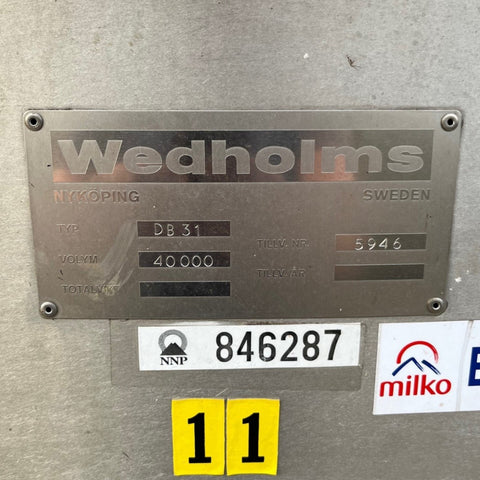 Wedholms
NYKÖPING SWEDEN
TYP. DB 31
TILLV. NR. 5946
VOLYM 40 000
TILLV. ÅR
TOTALVIKT
NNP 846287
milko
E
11